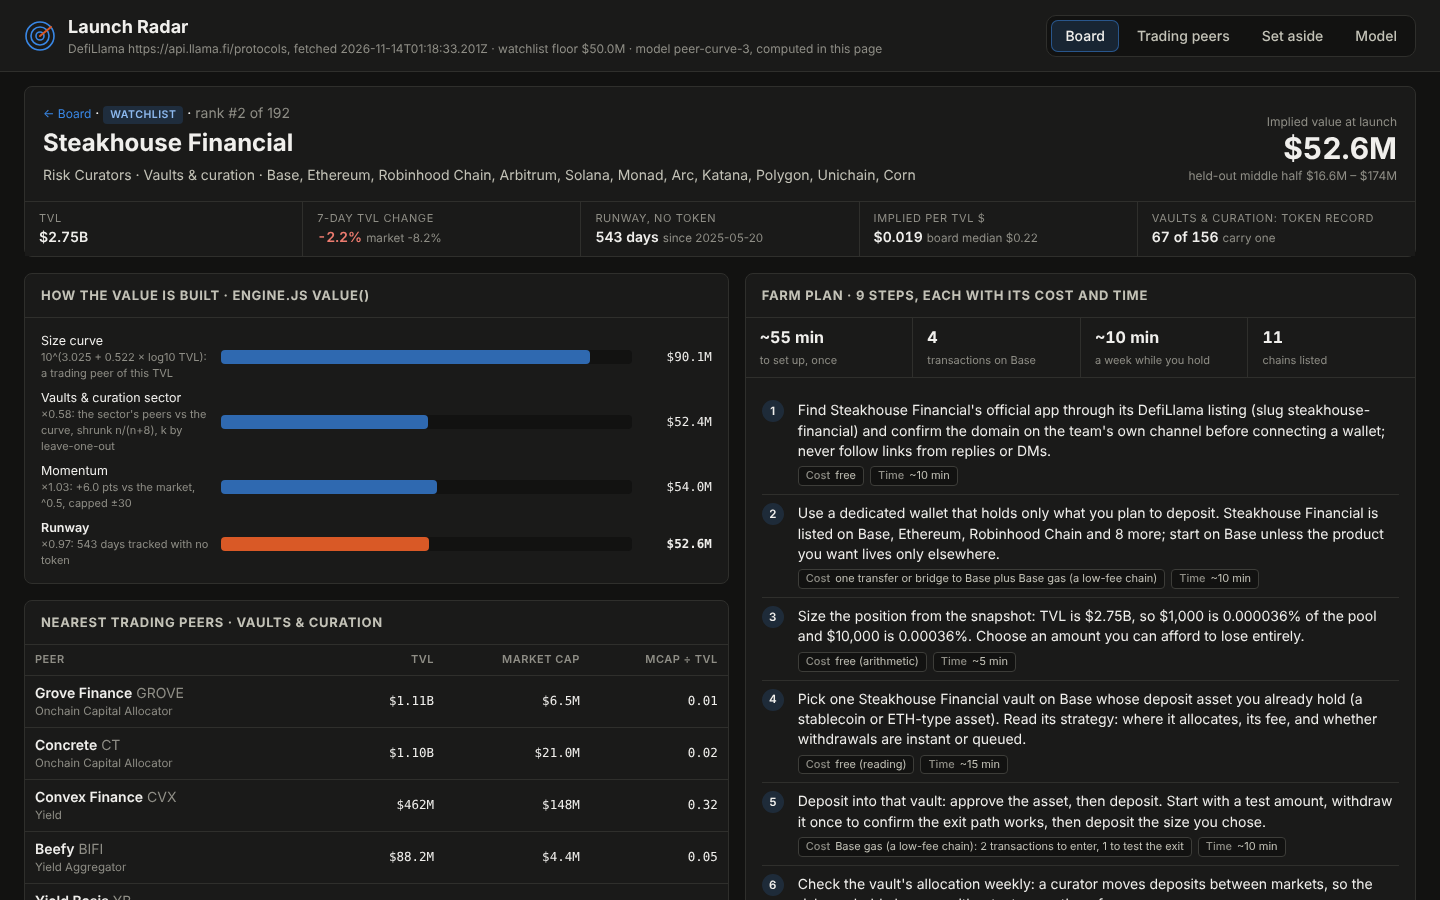 Launch Radar
DefiLlama https://api.llama.fi/protocols, fetched 2026-11-14T01:18:33.201Z · watchlist floor $50.0M · model peer-curve-3, computed in this page
Board
Trading peers
Set aside
Model
← Board · WATCHLIST · rank #2 of 192
Steakhouse Financial
Risk Curators · Vaults & curation · Base, Ethereum, Robinhood Chain, Arbitrum, Solana, Monad, Arc, Katana, Polygon, Unichain, Corn
Implied value at launch
$52.6M
held-out middle half $16.6M – $174M
TVL
$2.75B
7-DAY TVL CHANGE
-2.2% market -8.2%
RUNWAY, NO TOKEN
543 days since 2025-05-20
IMPLIED PER TVL $
$0.019 board median $0.22
VAULTS & CURATION: TOKEN RECORD
67 of 156 carry one
HOW THE VALUE IS BUILT · ENGINE.JS VALUE()
Size curve
10^(3.025 + 0.522 × log10 TVL):
a trading peer of this TVL
$90.1M
Vaults & curation sector
×0.58: the sector's peers vs the
curve, shrunk n/(n+8), k by
leave-one-out
$52.4M
Momentum
×1.03: +6.0 pts vs the market,
^0.5, capped ±30
$54.0M
Runway
×0.97: 543 days tracked with no
token
$52.6M
NEAREST TRADING PEERS · VAULTS & CURATION
PEER TVL MARKET CAP MCAP ÷ TVL
Grove Finance GROVE
Onchain Capital Allocator
$1.11B $6.5M 0.01
Concrete CT
Onchain Capital Allocator
$1.10B $21.0M 0.02
Convex Finance CVX
Yield
$462M $148M 0.32
Beefy BIFI
Yield Aggregator
$88.2M $4.4M 0.05
FARM PLAN · 9 STEPS, EACH WITH ITS COST AND TIME
~55 min
to set up, once
4
transactions on Base
~10 min
a week while you hold
11
chains listed
1
Find Steakhouse Financial's official app through its DefiLlama listing (slug steakhouse-
financial) and confirm the domain on the team's own channel before connecting a wallet;
never follow links from replies or DMs.
Cost free Time ~10 min
2
Use a dedicated wallet that holds only what you plan to deposit. Steakhouse Financial is
listed on Base, Ethereum, Robinhood Chain and 8 more; start on Base unless the product
you want lives only elsewhere.
Cost one transfer or bridge to Base plus Base gas (a low-fee chain) Time ~10 min
3
Size the position from the snapshot: TVL is $2.75B, so $1,000 is 0.000036% of the pool
and $10,000 is 0.00036%. Choose an amount you can afford to lose entirely.
Cost free (arithmetic) Time ~5 min
4
Pick one Steakhouse Financial vault on Base whose deposit asset you already hold (a
stablecoin or ETH-type asset). Read its strategy: where it allocates, its fee, and whether
withdrawals are instant or queued.
Cost free (reading) Time ~15 min
5
Deposit into that vault: approve the asset, then deposit. Start with a test amount, withdraw
it once to confirm the exit path works, then deposit the size you chose.
Cost Base gas (a low-fee chain): 2 transactions to enter, 1 to test the exit Time ~10 min
6
Check the vault's allocation weekly: a curator moves deposits between markets, so the